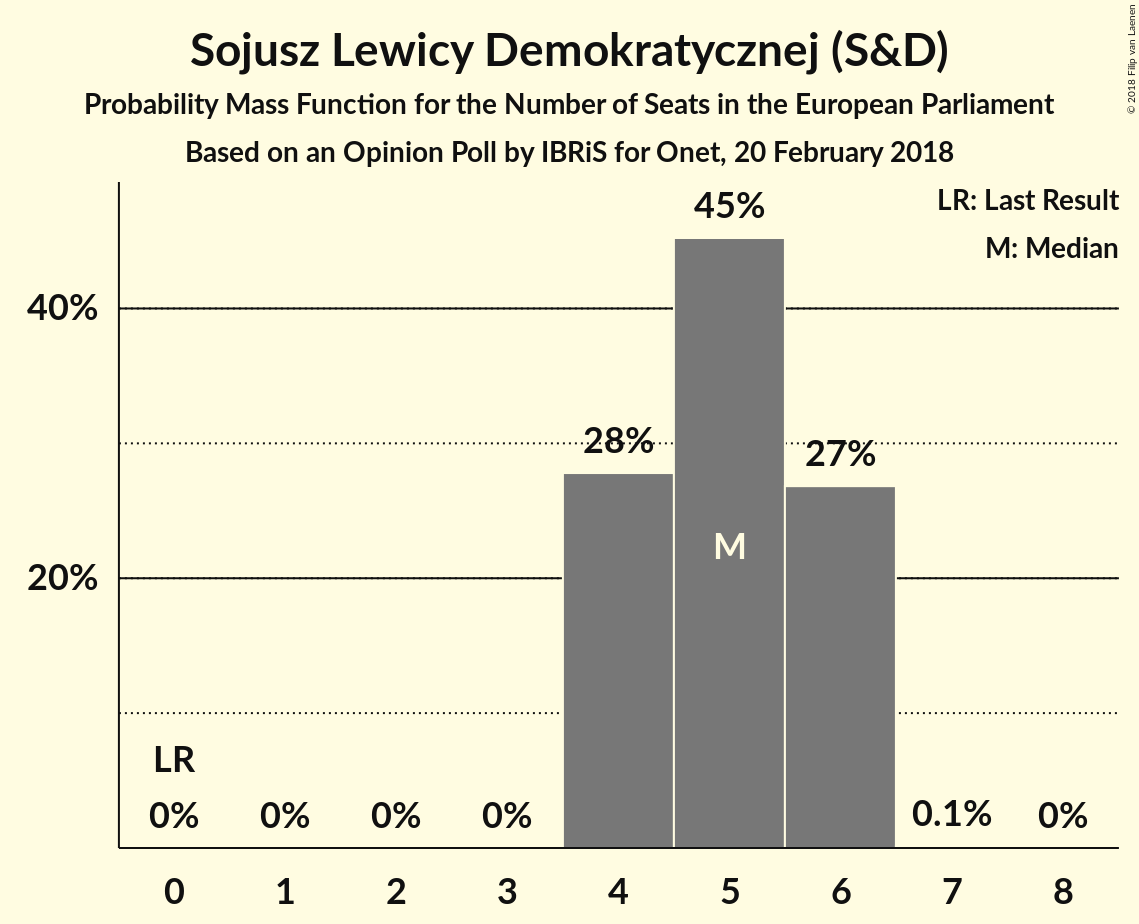 Sojusz Lewicy Demokratycznej (S&D)
Probability Mass Function for the Number of Seats in the European Parliament
Based on an Opinion Poll by IBRiS for Onet, 20 February 2018
© 2018 Filip van Laenen
LR: Last Result
M: Median
45%
40%
28%
27%
M
20%
LR
0% 0% 0% 0% 0.1% 0%
0 1 2 3 4 5 6 7 8